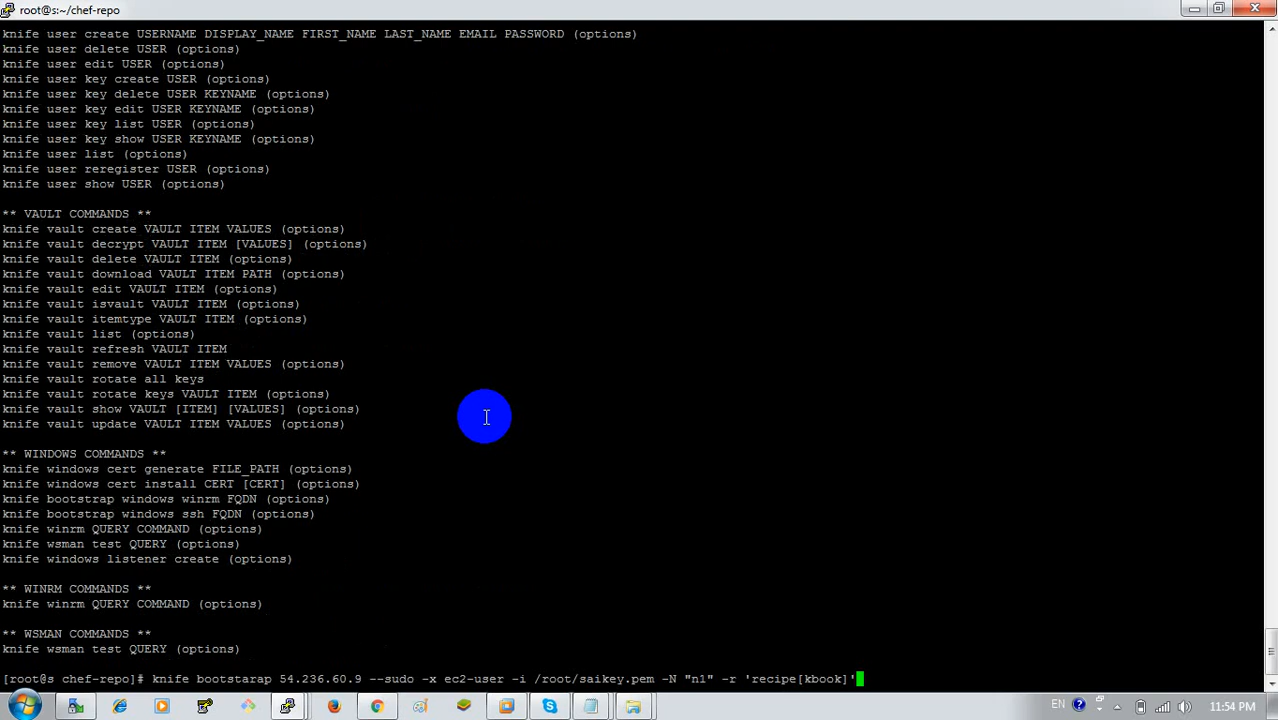 root@s:~/chef-repo
knife user create USERNAME DISPLAY_NAME FIRST_NAME LAST_NAME EMAIL PASSWORD (options)
knife user delete USER (options)
knife user edit USER (options)
knife user key create USER (options)
knife user key delete USER KEYNAME (options)
knife user key edit USER KEYNAME (options)
knife user key list USER (options)
knife user key show USER KEYNAME (options)
knife user list (options)
knife user reregister USER (options)
knife user show USER (options)
** VAULT COMMANDS **
knife vault create VAULT ITEM VALUES (options)
knife vault decrypt VAULT ITEM [VALUES] (options)
knife vault delete VAULT ITEM (options)
knife vault download VAULT ITEM PATH (options)
knife vault edit VAULT ITEM (options)
knife vault isvault VAULT ITEM (options)
knife vault itemtype VAULT ITEM (options)
knife vault list (options)
knife vault refresh VAULT ITEM
knife vault remove VAULT ITEM VALUES (options)
knife vault rotate all keys
knife vault rotate keys VAULT ITEM (options)
knife vault show VAULT [ITEM] [VALUES] (options)
knife vault update VAULT ITEM VALUES (options)
** WINDOWS COMMANDS **
knife windows cert generate FILE_PATH (options)
knife windows cert install CERT [CERT] (options)
knife bootstrap windows winrm FQDN (options)
knife bootstrap windows ssh FQDN (options)
knife winrm QUERY COMMAND (options)
knife wsman test QUERY (options)
knife windows listener create (options)
** WINRM COMMANDS **
knife winrm QUERY COMMAND (options)
** WSMAN COMMANDS **
knife wsman test QUERY (options)
[root@s chef-repo]# knife bootstarap 54.236.60.9 --sudo -x ec2-user -i /root/saikey.pem -N "n1" -r 'recipe[kbook]'
EN 11:54 PM